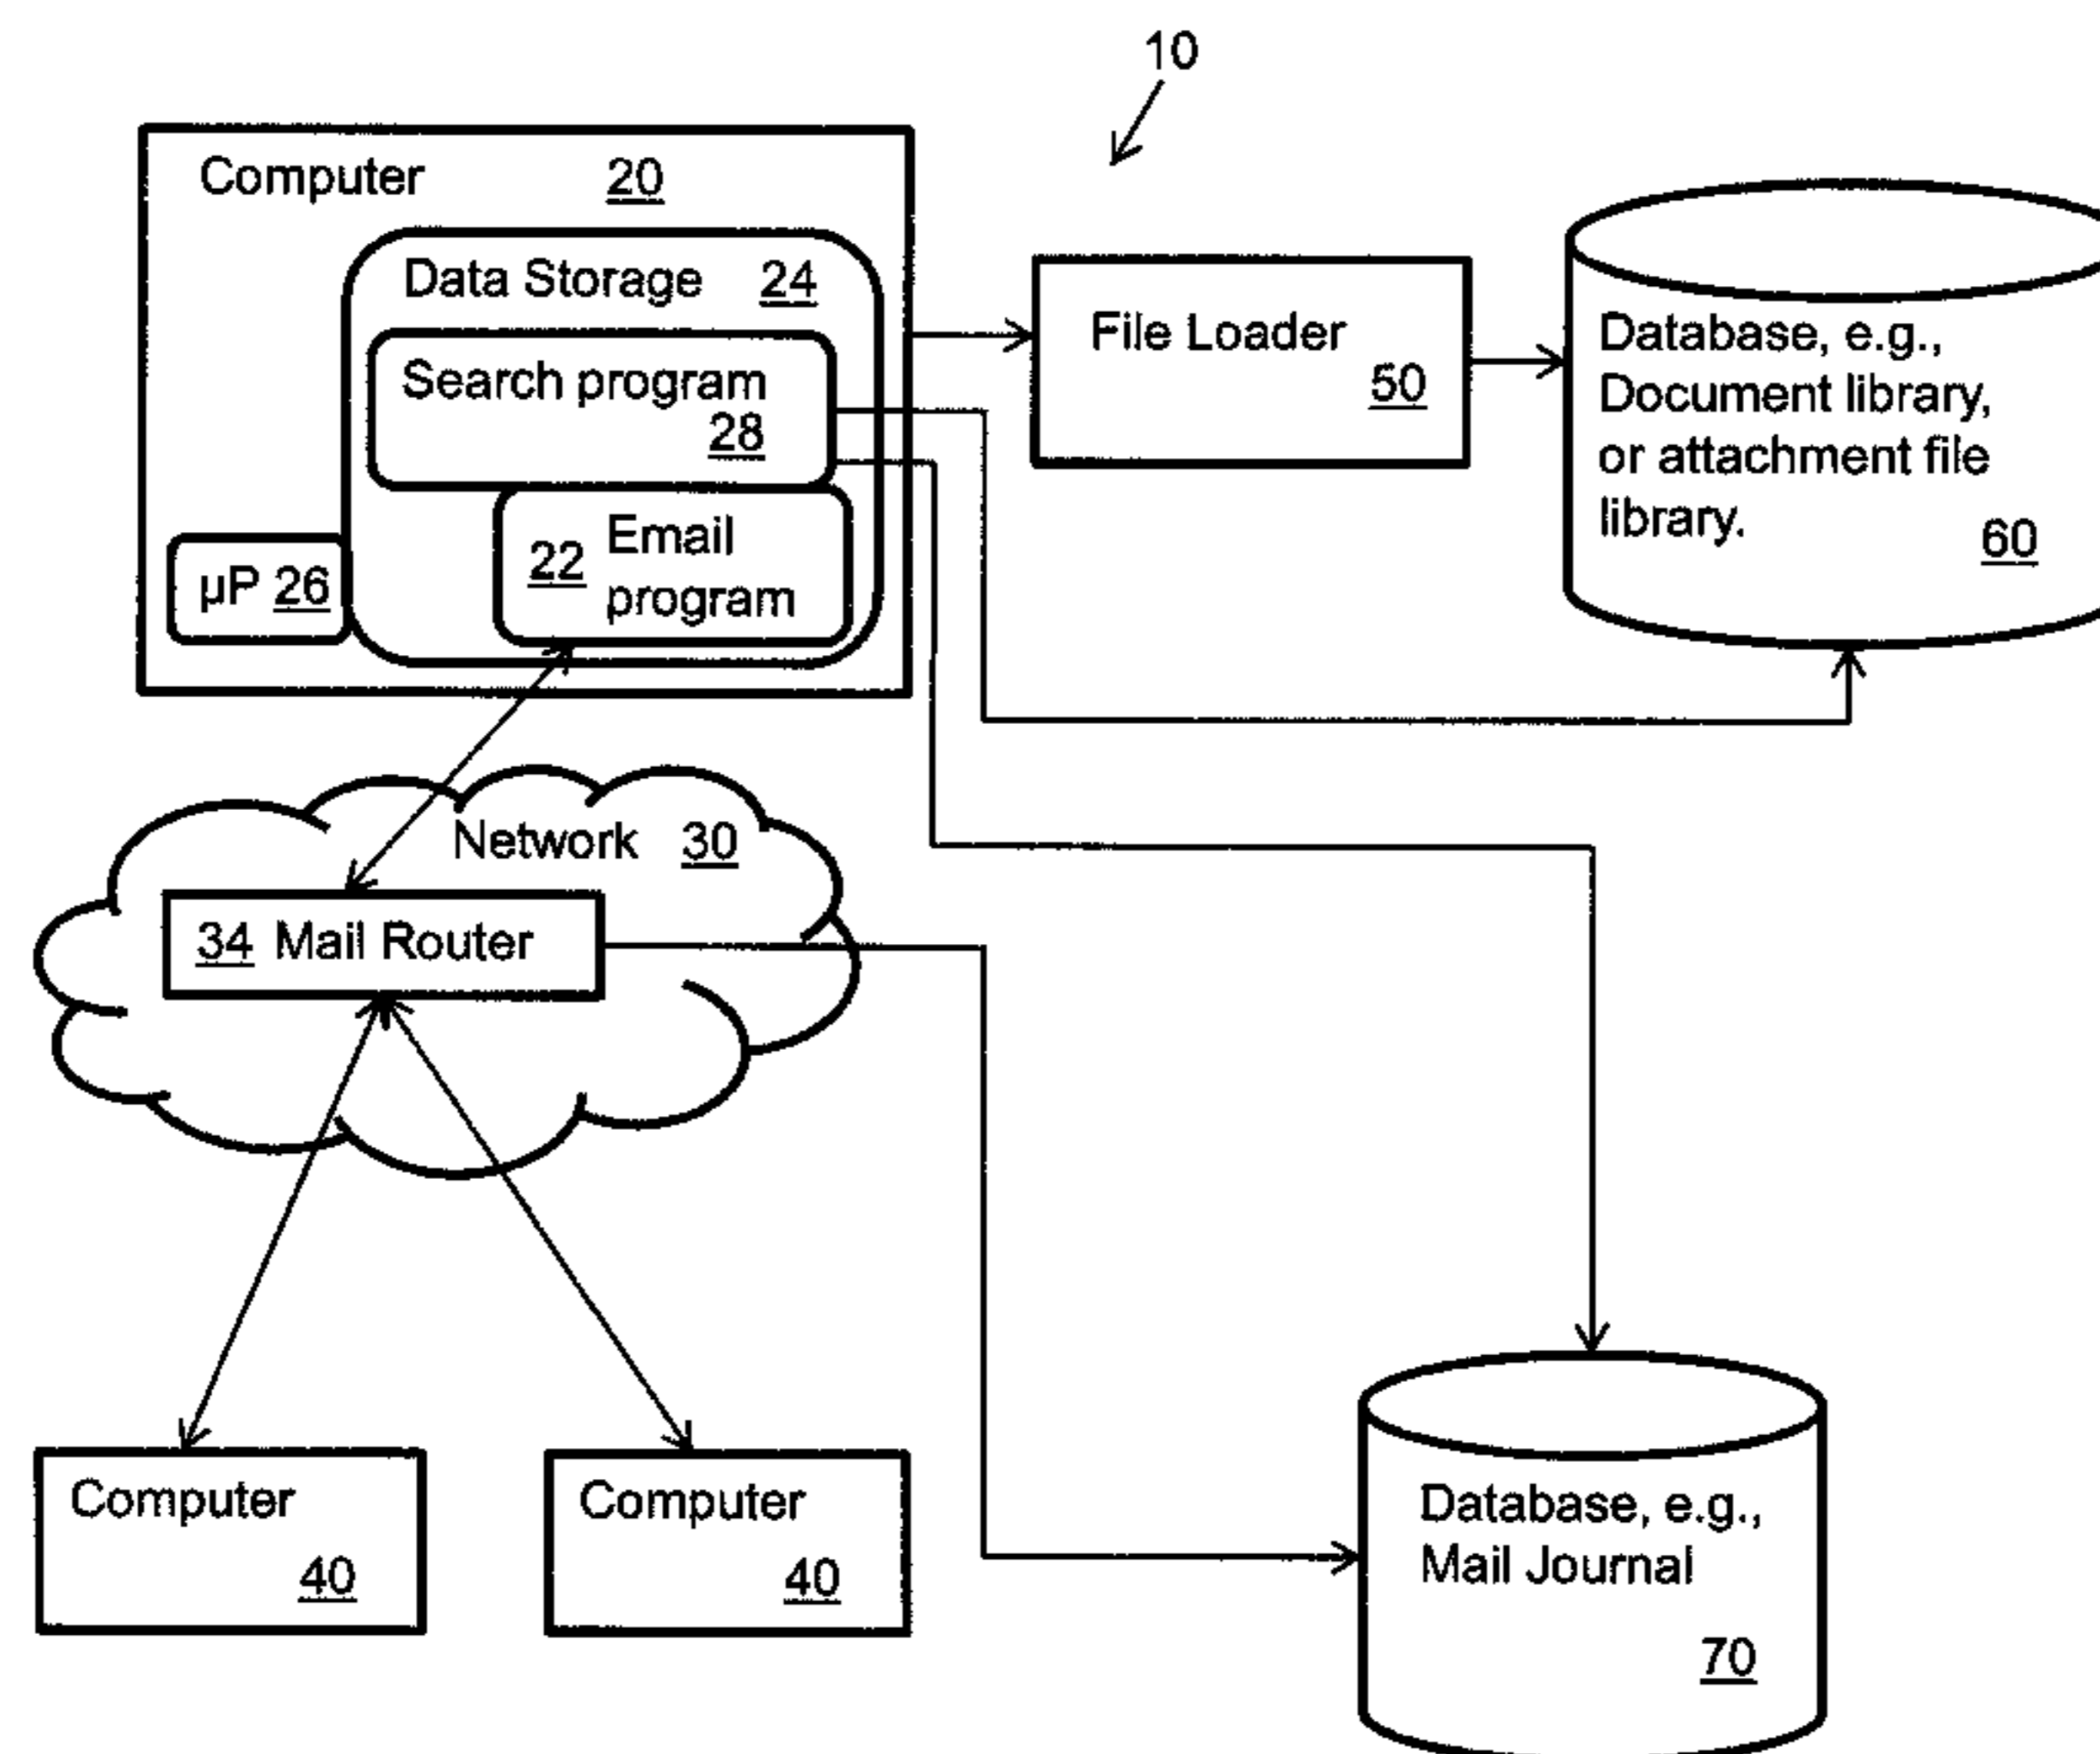 10
Computer 20
Data Storage 24
Search program
28
22 Email
program
µP 26
File Loader
50
Database, e.g.,
Document library,
or attachment file
library.
60
Network 30
34 Mail Router
Computer
40
Computer
40
Database, e.g.,
Mail Journal
70